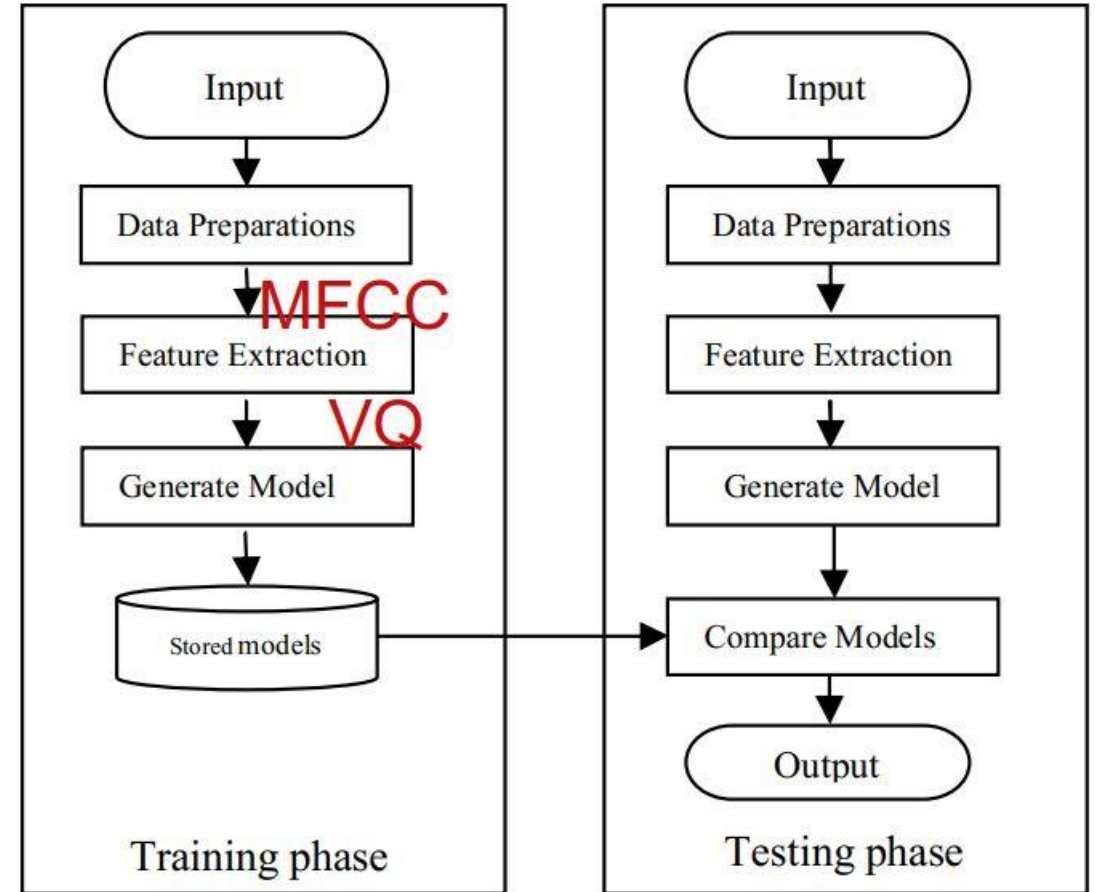 Input
Data Preparations
MFCC
Feature Extraction
VQ
Generate Model
Stored models
Training phase
Input
Data Preparations
Feature Extraction
Generate Model
Compare Models
Output
Testing phase